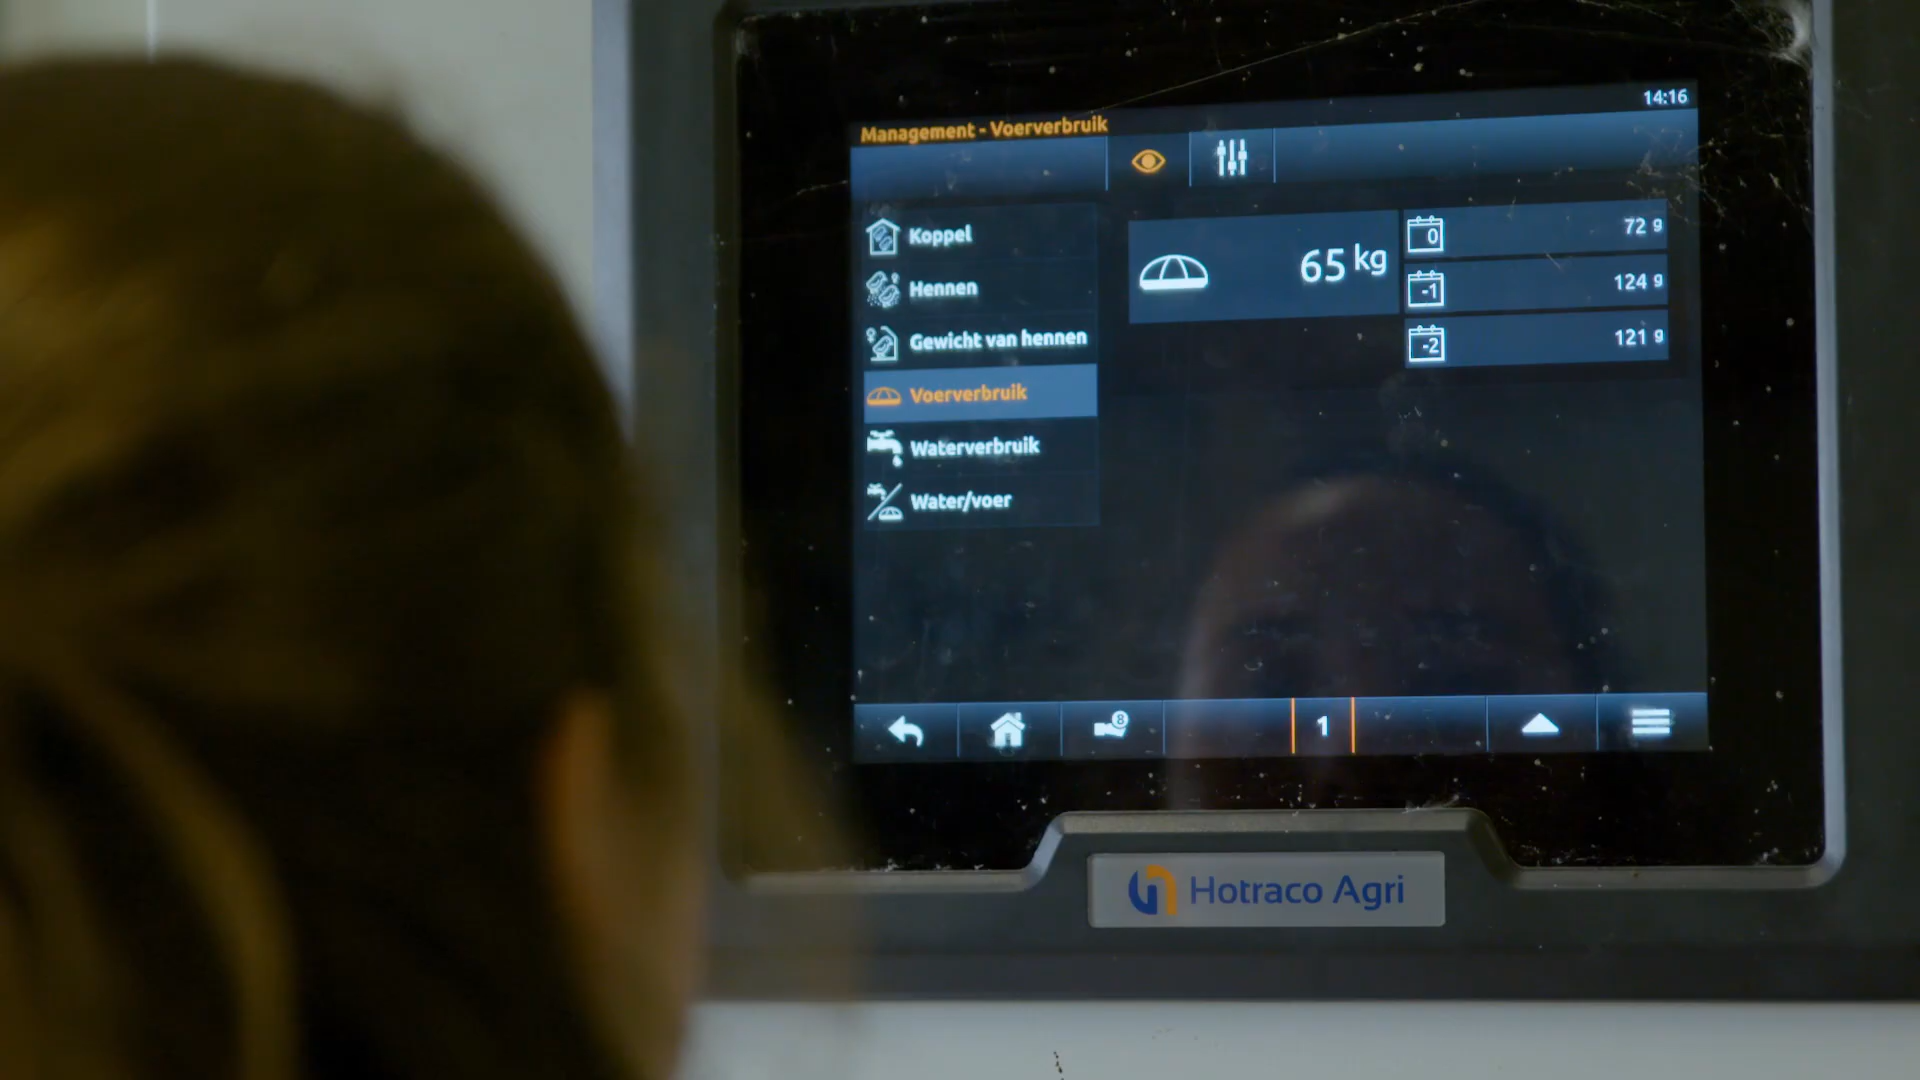 14:16
Management - Voerverbruik
Koppel
Hennen
Gewicht van hennen
Voerverbruik
Waterverbruik
Water/voer
65 kg
0 72 g
-1 124 g
-2 121 g
8
1
Hotraco Agri